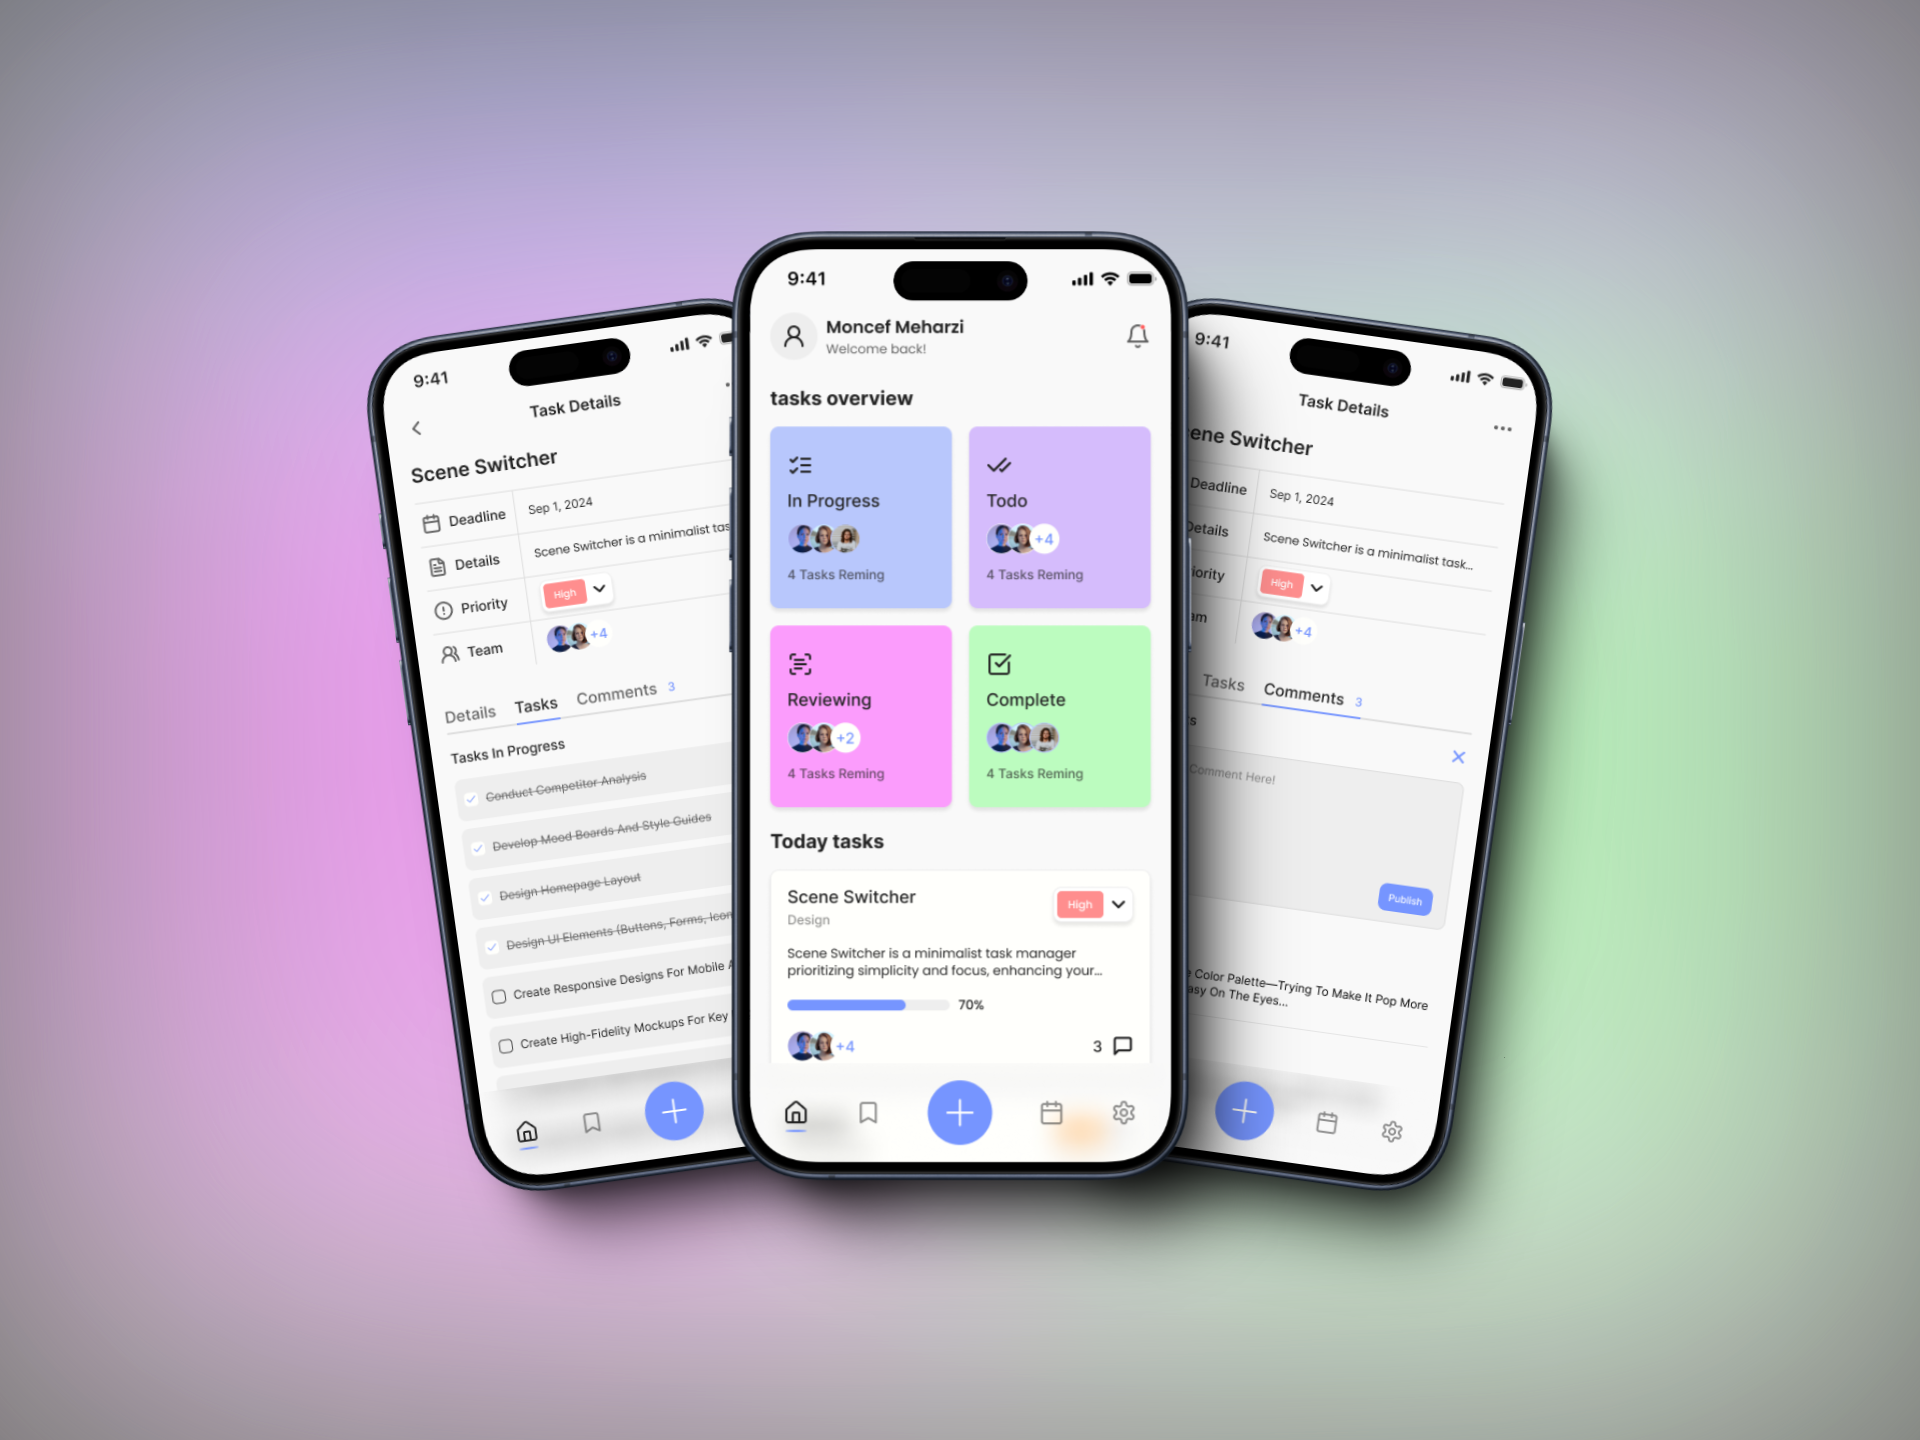 9:41
Task Details
Scene Switcher
Deadline
Sep 1, 2024
Details
Scene Switcher is a minimalist tas
Priority
High
Team
+4
Details
Tasks
Comments 3
Tasks In Progress
Conduct Competitor Analysis
Develop Mood Boards And Style Guides
Design Homepage Layout
Design UI Elements (Buttons, Forms, Icon
Create Responsive Designs For Mobile A
Create High-Fidelity Mockups For Key
9:41
Moncef Meharzi
Welcome back!
tasks overview
In Progress
4 Tasks Reming
Todo
+4
4 Tasks Reming
Reviewing
+2
4 Tasks Reming
Complete
4 Tasks Reming
Today tasks
Scene Switcher
High
Design
Scene Switcher is a minimalist task manager
prioritizing simplicity and focus, enhancing your...
70%
+4
3
9:41
Task Details
ene Switcher
Deadline
Sep 1, 2024
Details
Scene Switcher is a minimalist task...
iority
High
am
+4
Tasks
Comments 3
s
Comment Here!
Publish
e Color Palette—Trying To Make It Pop More
asy On The Eyes...